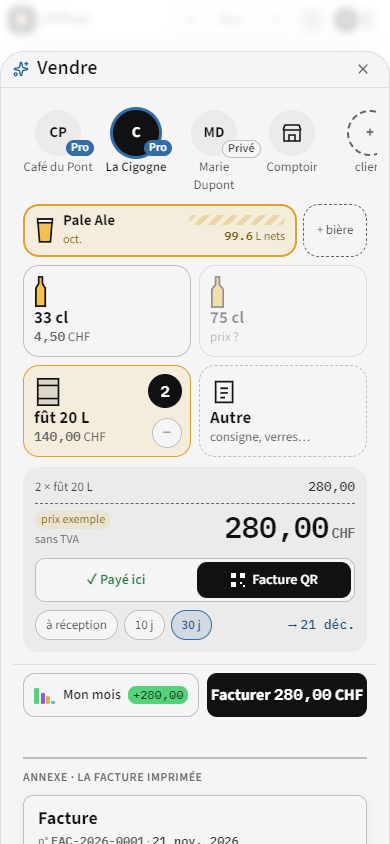 Vendre
CP
C
MD
+
Pro
Pro
Privé
Café du Pont
La Cigogne
Marie
Dupont
Comptoir
clien
Pale Ale
oct.
99.6 L nets
+ bière
33 cl
4,50 CHF
75 cl
prix ?
2
fût 20 L
140,00 CHF
−
Autre
consigne, verres…
2 × fût 20 L
280,00
prix exemple
sans TVA
280,00 CHF
✓ Payé ici
Facture QR
à réception
10 j
30 j
→ 21 déc.
Mon mois
+280,00
Facturer 280,00 CHF
ANNEXE · LA FACTURE IMPRIMÉE
Facture
n° FAC-2026-0001 · 21 nov. 2026